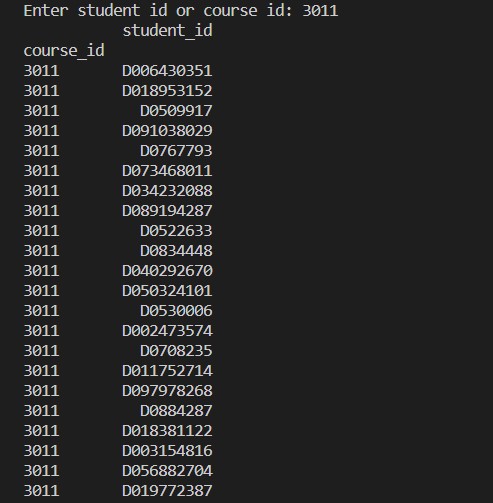 Enter student id or course id: 3011
student_id
course_id
3011 D006430351
3011 D018953152
3011 D0509917
3011 D091038029
3011 D0767793
3011 D073468011
3011 D034232088
3011 D089194287
3011 D0522633
3011 D0834448
3011 D040292670
3011 D050324101
3011 D0530006
3011 D002473574
3011 D0708235
3011 D011752714
3011 D097978268
3011 D0884287
3011 D018381122
3011 D003154816
3011 D056882704
3011 D019772387